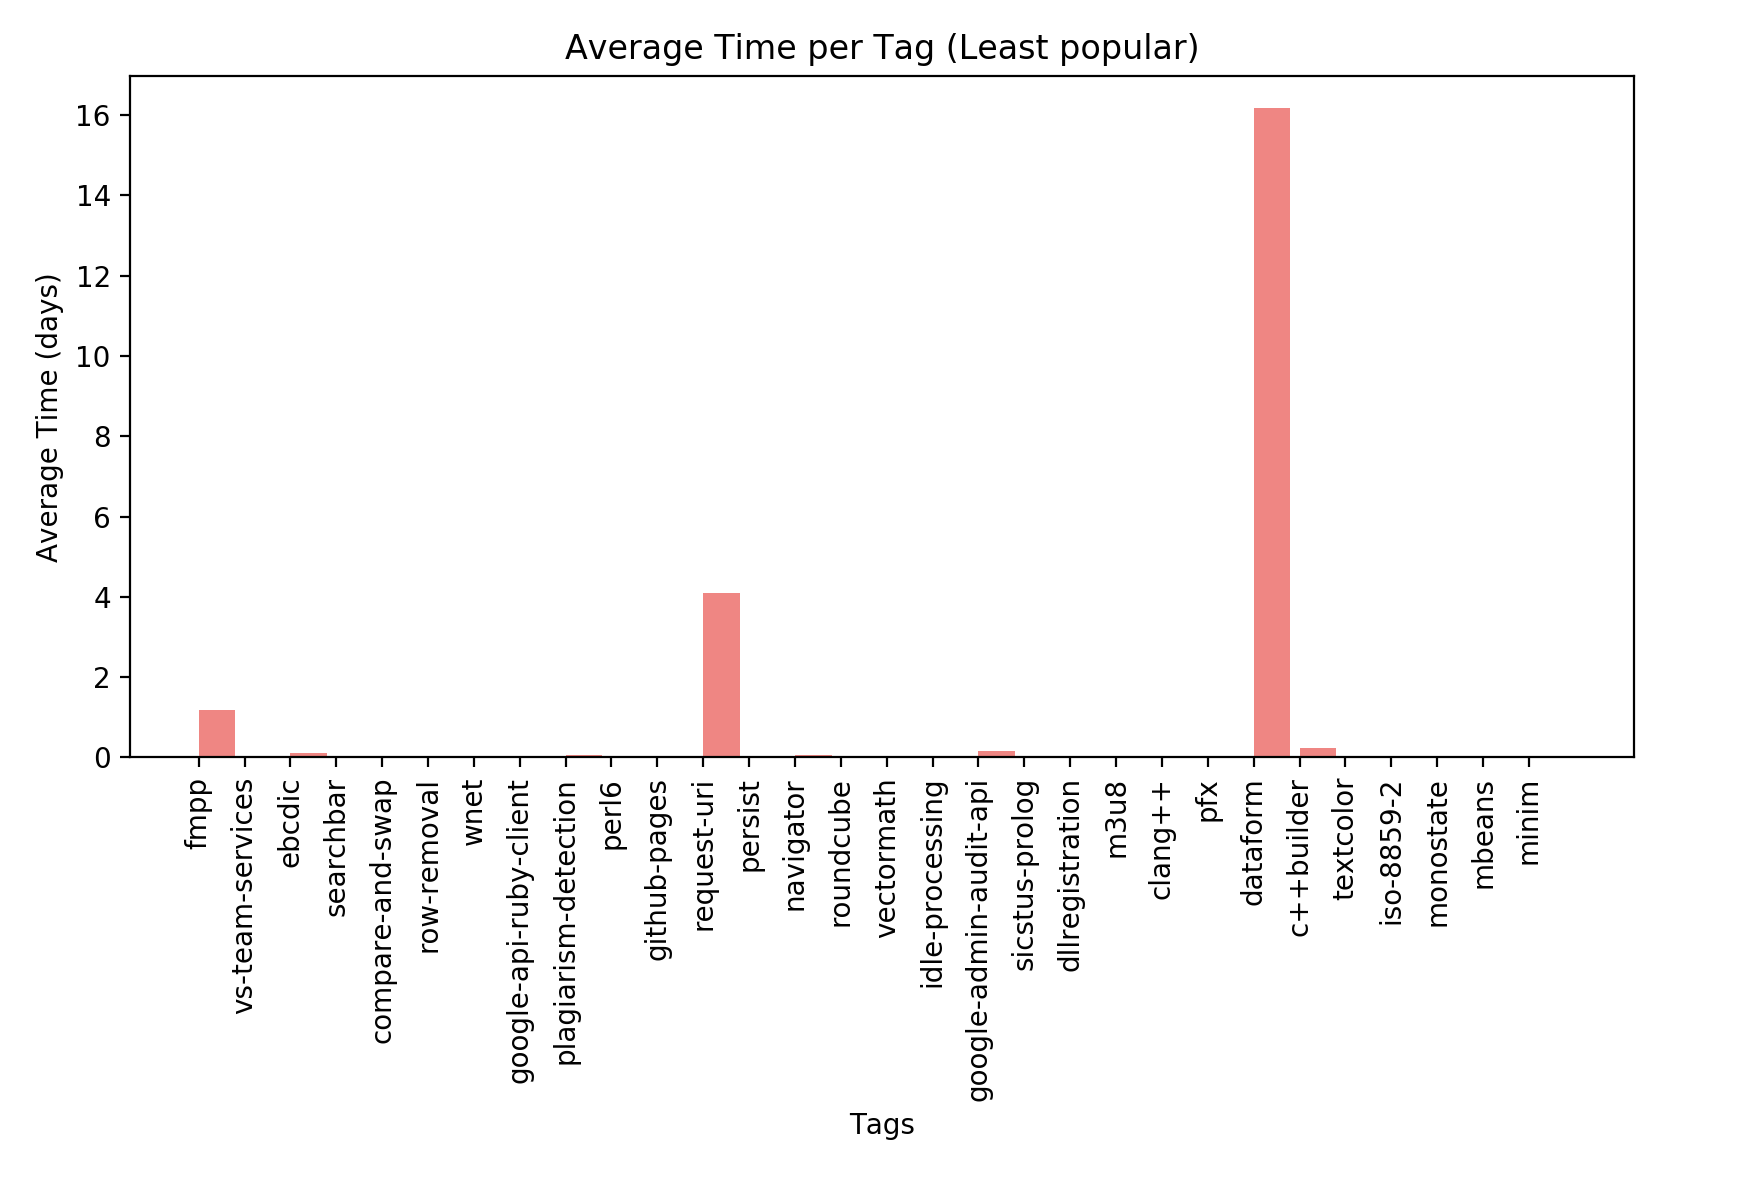 Average Time per Tag (Least popular)
Average Time (days)
16
14
12
10
8
6
4
2
0
fmpp
vs-team-services
ebcdic
searchbar
compare-and-swap
row-removal
wnet
google-api-ruby-client
plagiarism-detection
perl6
github-pages
request-uri
persist
navigator
roundcube
vectormath
idle-processing
google-admin-audit-api
sicstus-prolog
dllregistration
m3u8
clang++
pfx
dataform
c++builder
textcolor
iso-8859-2
monostate
mbeans
minim
Tags